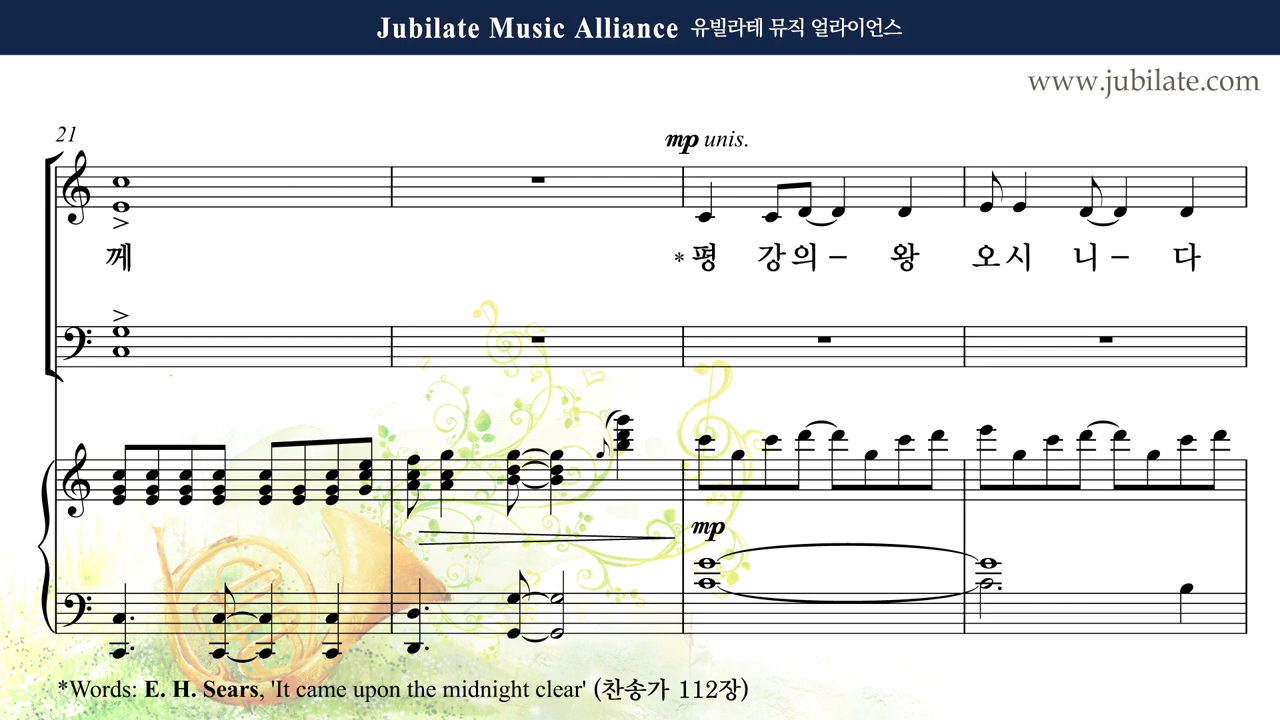 Jubilate Music Alliance 유빌라테 뮤직 얼라이언스
www.jubilate.com
21
mp unis.
께 *평 강의– 왕 오시 니– 다
mp
*Words: E. H. Sears, 'It came upon the midnight clear' (찬송가 112장)